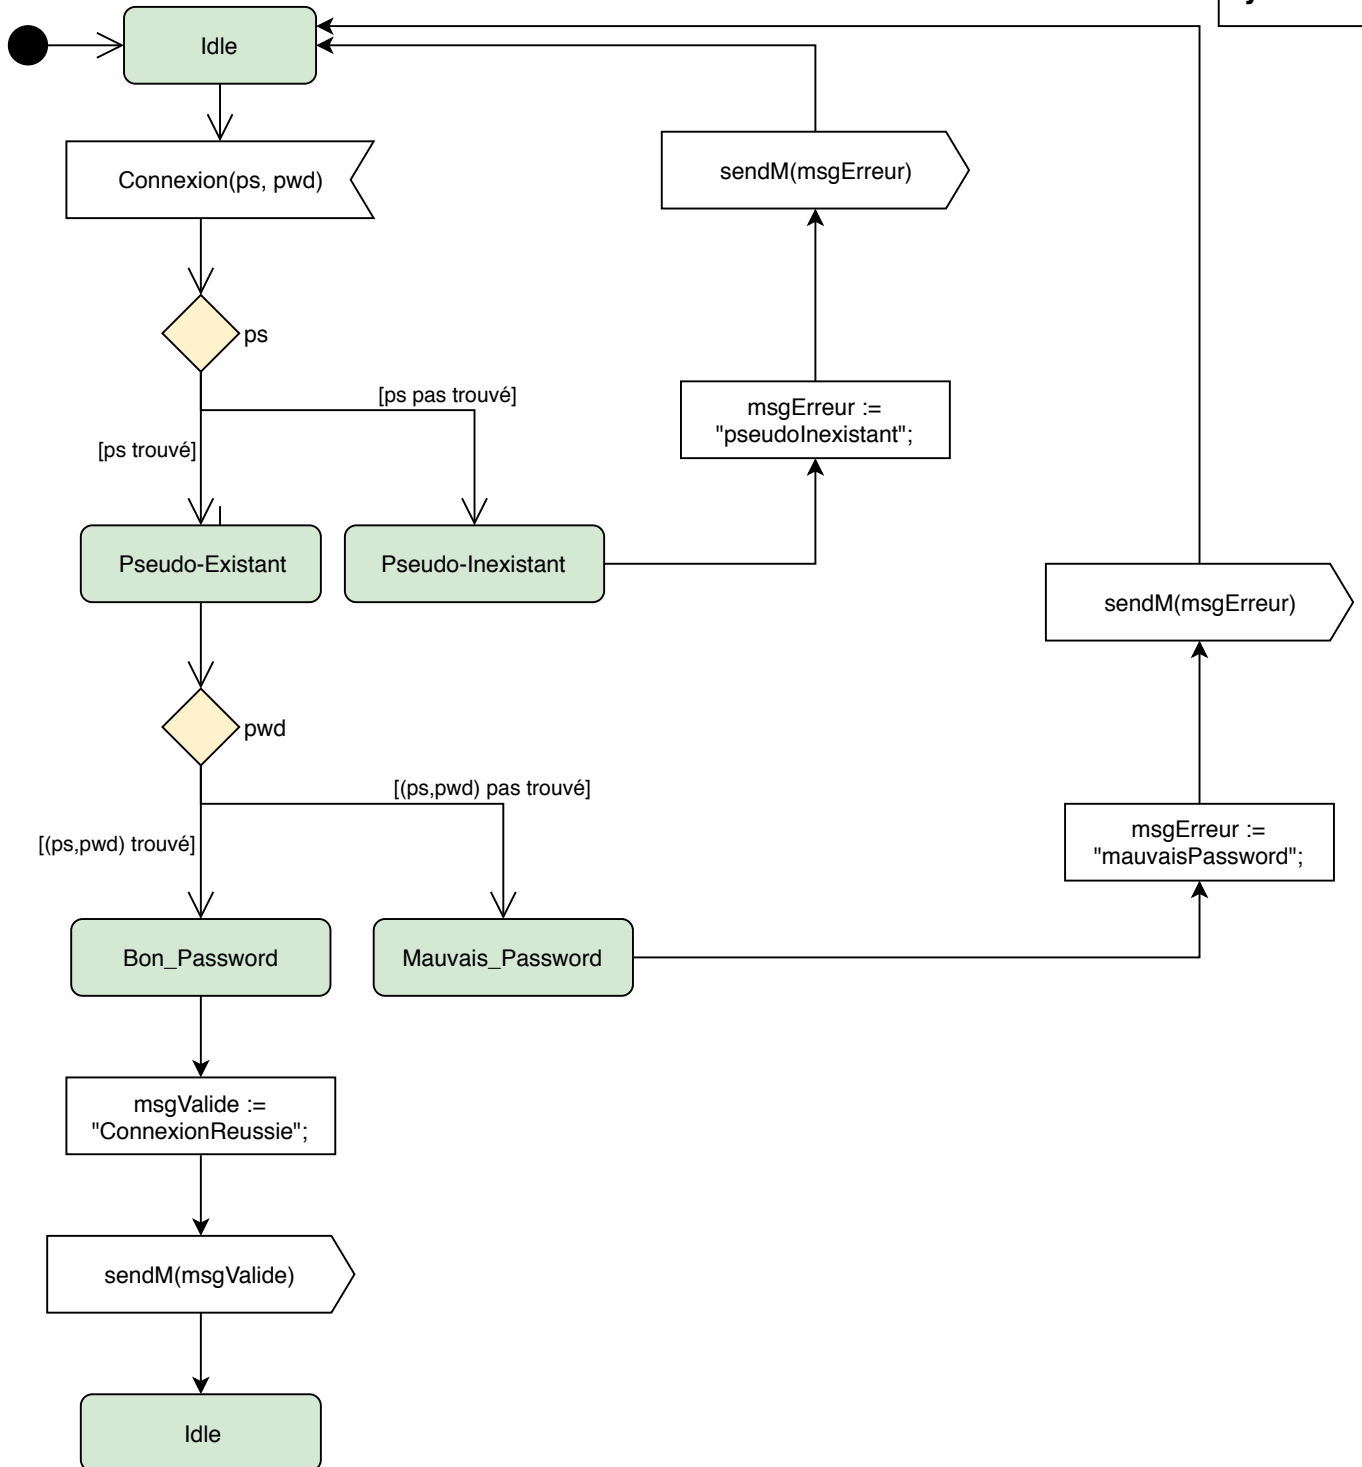 Idle
Connexion(ps, pwd)
sendM(msgErreur)
ps
[ps pas trouvé]
msgErreur :=
"pseudoInexistant";
[ps trouvé]
Pseudo-Existant
Pseudo-Inexistant
sendM(msgErreur)
pwd
[(ps,pwd) pas trouvé]
[(ps,pwd) trouvé]
msgErreur :=
"mauvaisPassword";
Bon_Password
Mauvais_Password
msgValide :=
"ConnexionReussie";
sendM(msgValide)
Idle